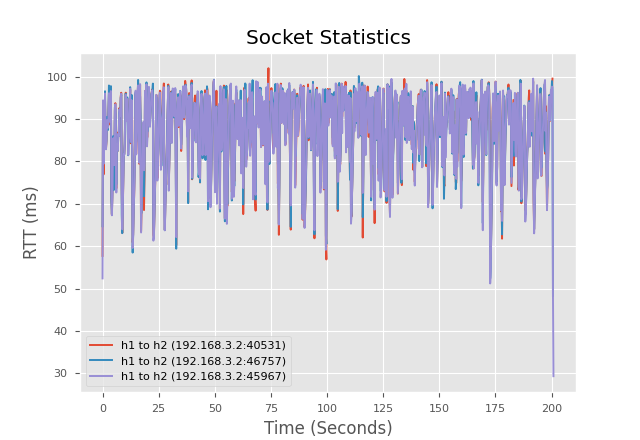 Socket Statistics
100
90
80
70
60
50
40
30
RTT (ms)
h1 to h2 (192.168.3.2:40531)
h1 to h2 (192.168.3.2:46757)
h1 to h2 (192.168.3.2:45967)
0
25
50
75
100
125
150
175
200
Time (Seconds)